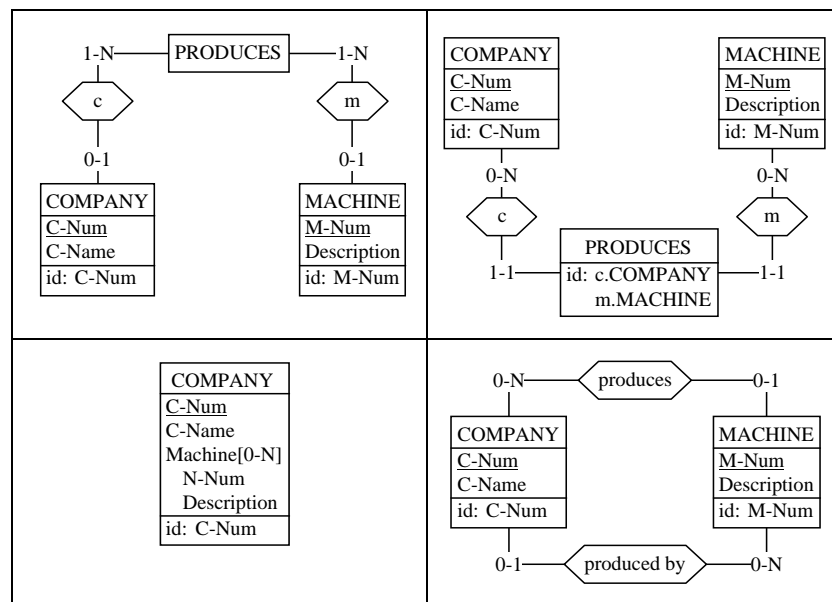 1-N PRODUCES 1-N
c m
0-1 0-1
COMPANY MACHINE
C-Num M-Num
C-Name Description
id: C-Num id: M-Num
COMPANY MACHINE
C-Num M-Num
C-Name Description
id: C-Num id: M-Num
0-N 0-N
c m
PRODUCES
1-1 id: c.COMPANY 1-1
m.MACHINE
COMPANY
C-Num
C-Name
Machine[0-N]
N-Num
Description
id: C-Num
0-N produces 0-1
COMPANY MACHINE
C-Num M-Num
C-Name Description
id: C-Num id: M-Num
0-1 produced by 0-N